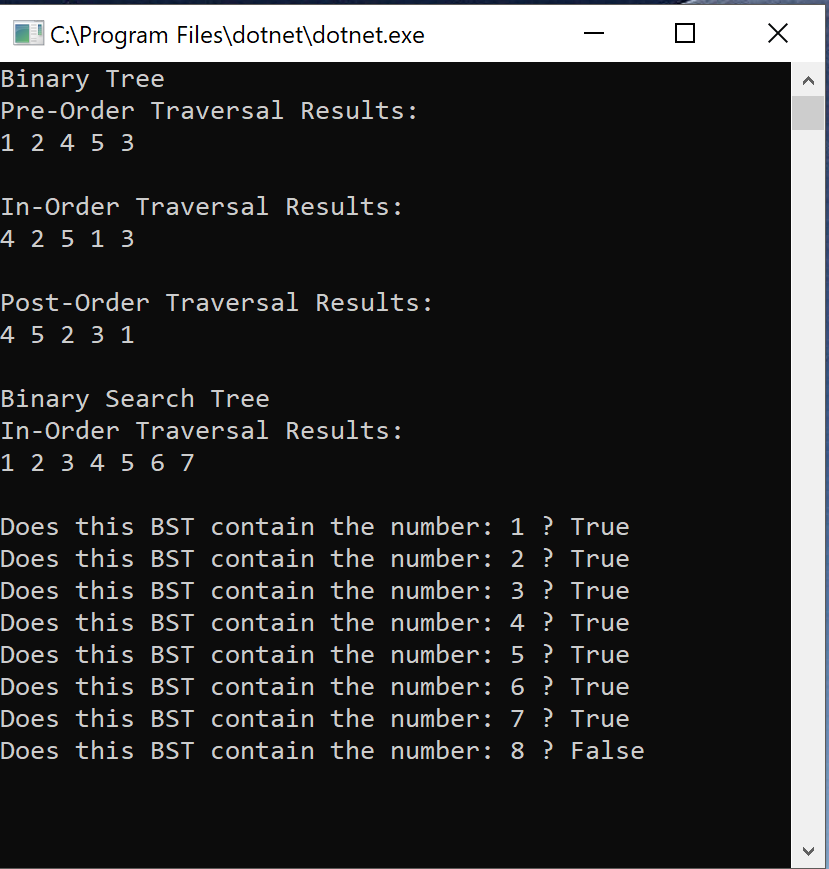 C:\Program Files\dotnet\dotnet.exe
Binary Tree
Pre-Order Traversal Results:
1 2 4 5 3
In-Order Traversal Results:
4 2 5 1 3
Post-Order Traversal Results:
4 5 2 3 1
Binary Search Tree
In-Order Traversal Results:
1 2 3 4 5 6 7
Does this BST contain the number: 1 ? True
Does this BST contain the number: 2 ? True
Does this BST contain the number: 3 ? True
Does this BST contain the number: 4 ? True
Does this BST contain the number: 5 ? True
Does this BST contain the number: 6 ? True
Does this BST contain the number: 7 ? True
Does this BST contain the number: 8 ? False